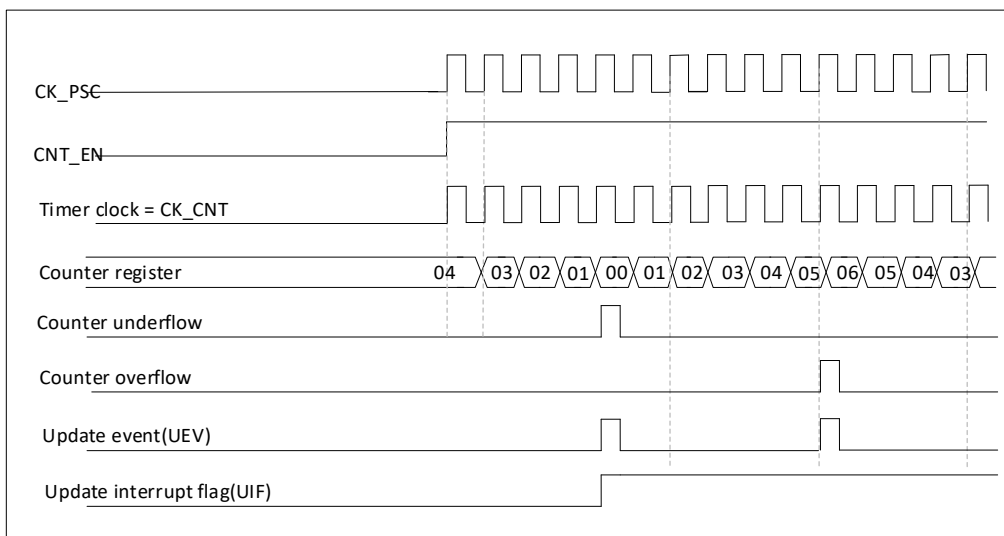 CK_PSC
CNT_EN
Timer clock = CK_CNT
Counter register 04 03 02 01 00 01 02 03 04 05 06 05 04 03
Counter underflow
Counter overflow
Update event(UEV)
Update interrupt flag(UIF)